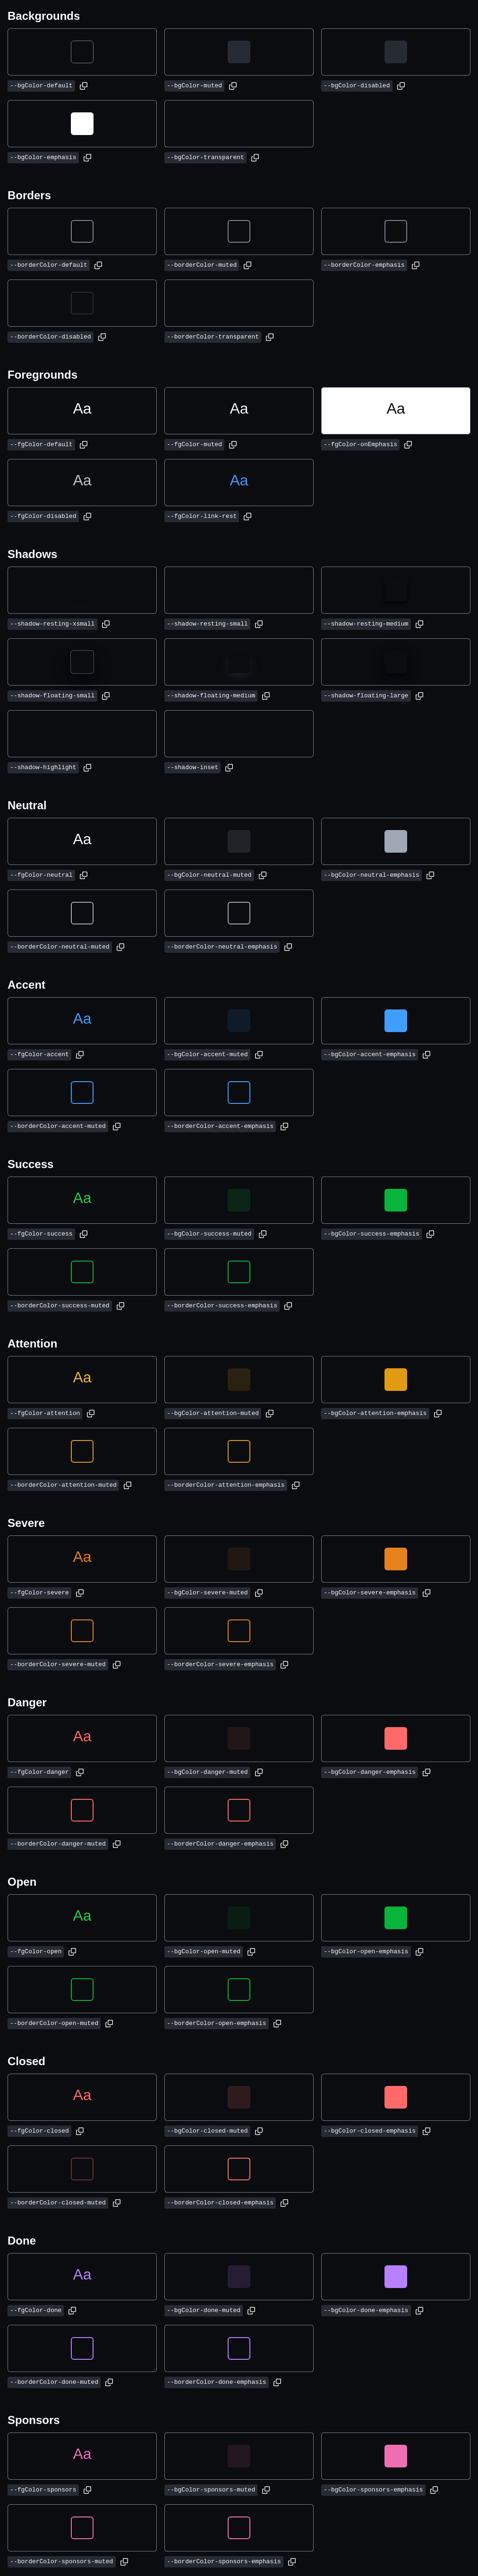 Backgrounds
--bgColor-default --bgColor-muted --bgColor-disabled
--bgColor-emphasis --bgColor-transparent
Borders
--borderColor-default --borderColor-muted --borderColor-emphasis
--borderColor-disabled --borderColor-transparent
Foregrounds
Aa Aa Aa
--fgColor-default --fgColor-muted --fgColor-onEmphasis
Aa Aa
--fgColor-disabled --fgColor-link-rest
Shadows
--shadow-resting-xsmall --shadow-resting-small --shadow-resting-medium
--shadow-floating-small --shadow-floating-medium --shadow-floating-large
--shadow-highlight --shadow-inset
Neutral
Aa
--fgColor-neutral --bgColor-neutral-muted --bgColor-neutral-emphasis
--borderColor-neutral-muted --borderColor-neutral-emphasis
Accent
Aa
--fgColor-accent --bgColor-accent-muted --bgColor-accent-emphasis
--borderColor-accent-muted --borderColor-accent-emphasis
Success
Aa
--fgColor-success --bgColor-success-muted --bgColor-success-emphasis
--borderColor-success-muted --borderColor-success-emphasis
Attention
Aa
--fgColor-attention --bgColor-attention-muted --bgColor-attention-emphasis
--borderColor-attention-muted --borderColor-attention-emphasis
Severe
Aa
--fgColor-severe --bgColor-severe-muted --bgColor-severe-emphasis
--borderColor-severe-muted --borderColor-severe-emphasis
Danger
Aa
--fgColor-danger --bgColor-danger-muted --bgColor-danger-emphasis
--borderColor-danger-muted --borderColor-danger-emphasis
Open
Aa
--fgColor-open --bgColor-open-muted --bgColor-open-emphasis
--borderColor-open-muted --borderColor-open-emphasis
Closed
Aa
--fgColor-closed --bgColor-closed-muted --bgColor-closed-emphasis
--borderColor-closed-muted --borderColor-closed-emphasis
Done
Aa
--fgColor-done --bgColor-done-muted --bgColor-done-emphasis
--borderColor-done-muted --borderColor-done-emphasis
Sponsors
Aa
--fgColor-sponsors --bgColor-sponsors-muted --bgColor-sponsors-emphasis
--borderColor-sponsors-muted --borderColor-sponsors-emphasis